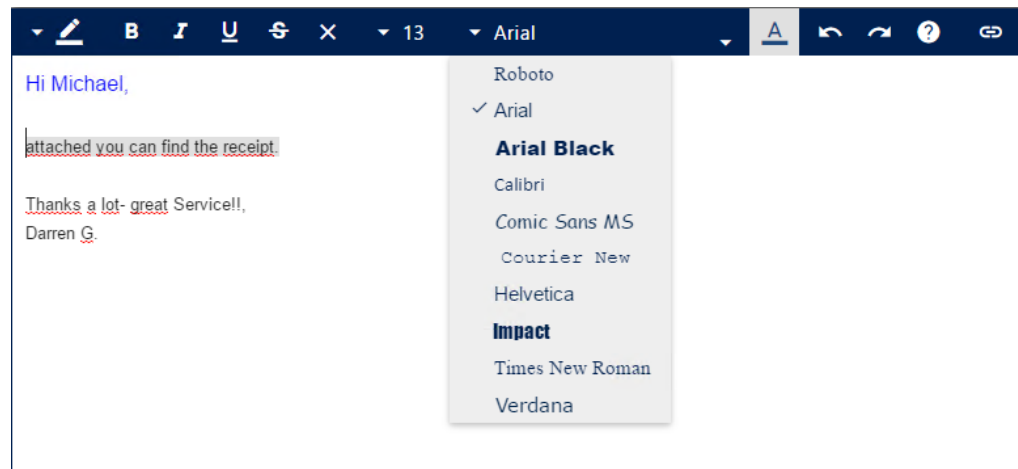 B I U S 13 Arial A ?
Hi Michael,
attached you can find the receipt.
Thanks a lot- great Service!!,
Darren G.
Roboto
Arial
Arial Black
Calibri
Comic Sans MS
Courier New
Helvetica
Impact
Times New Roman
Verdana